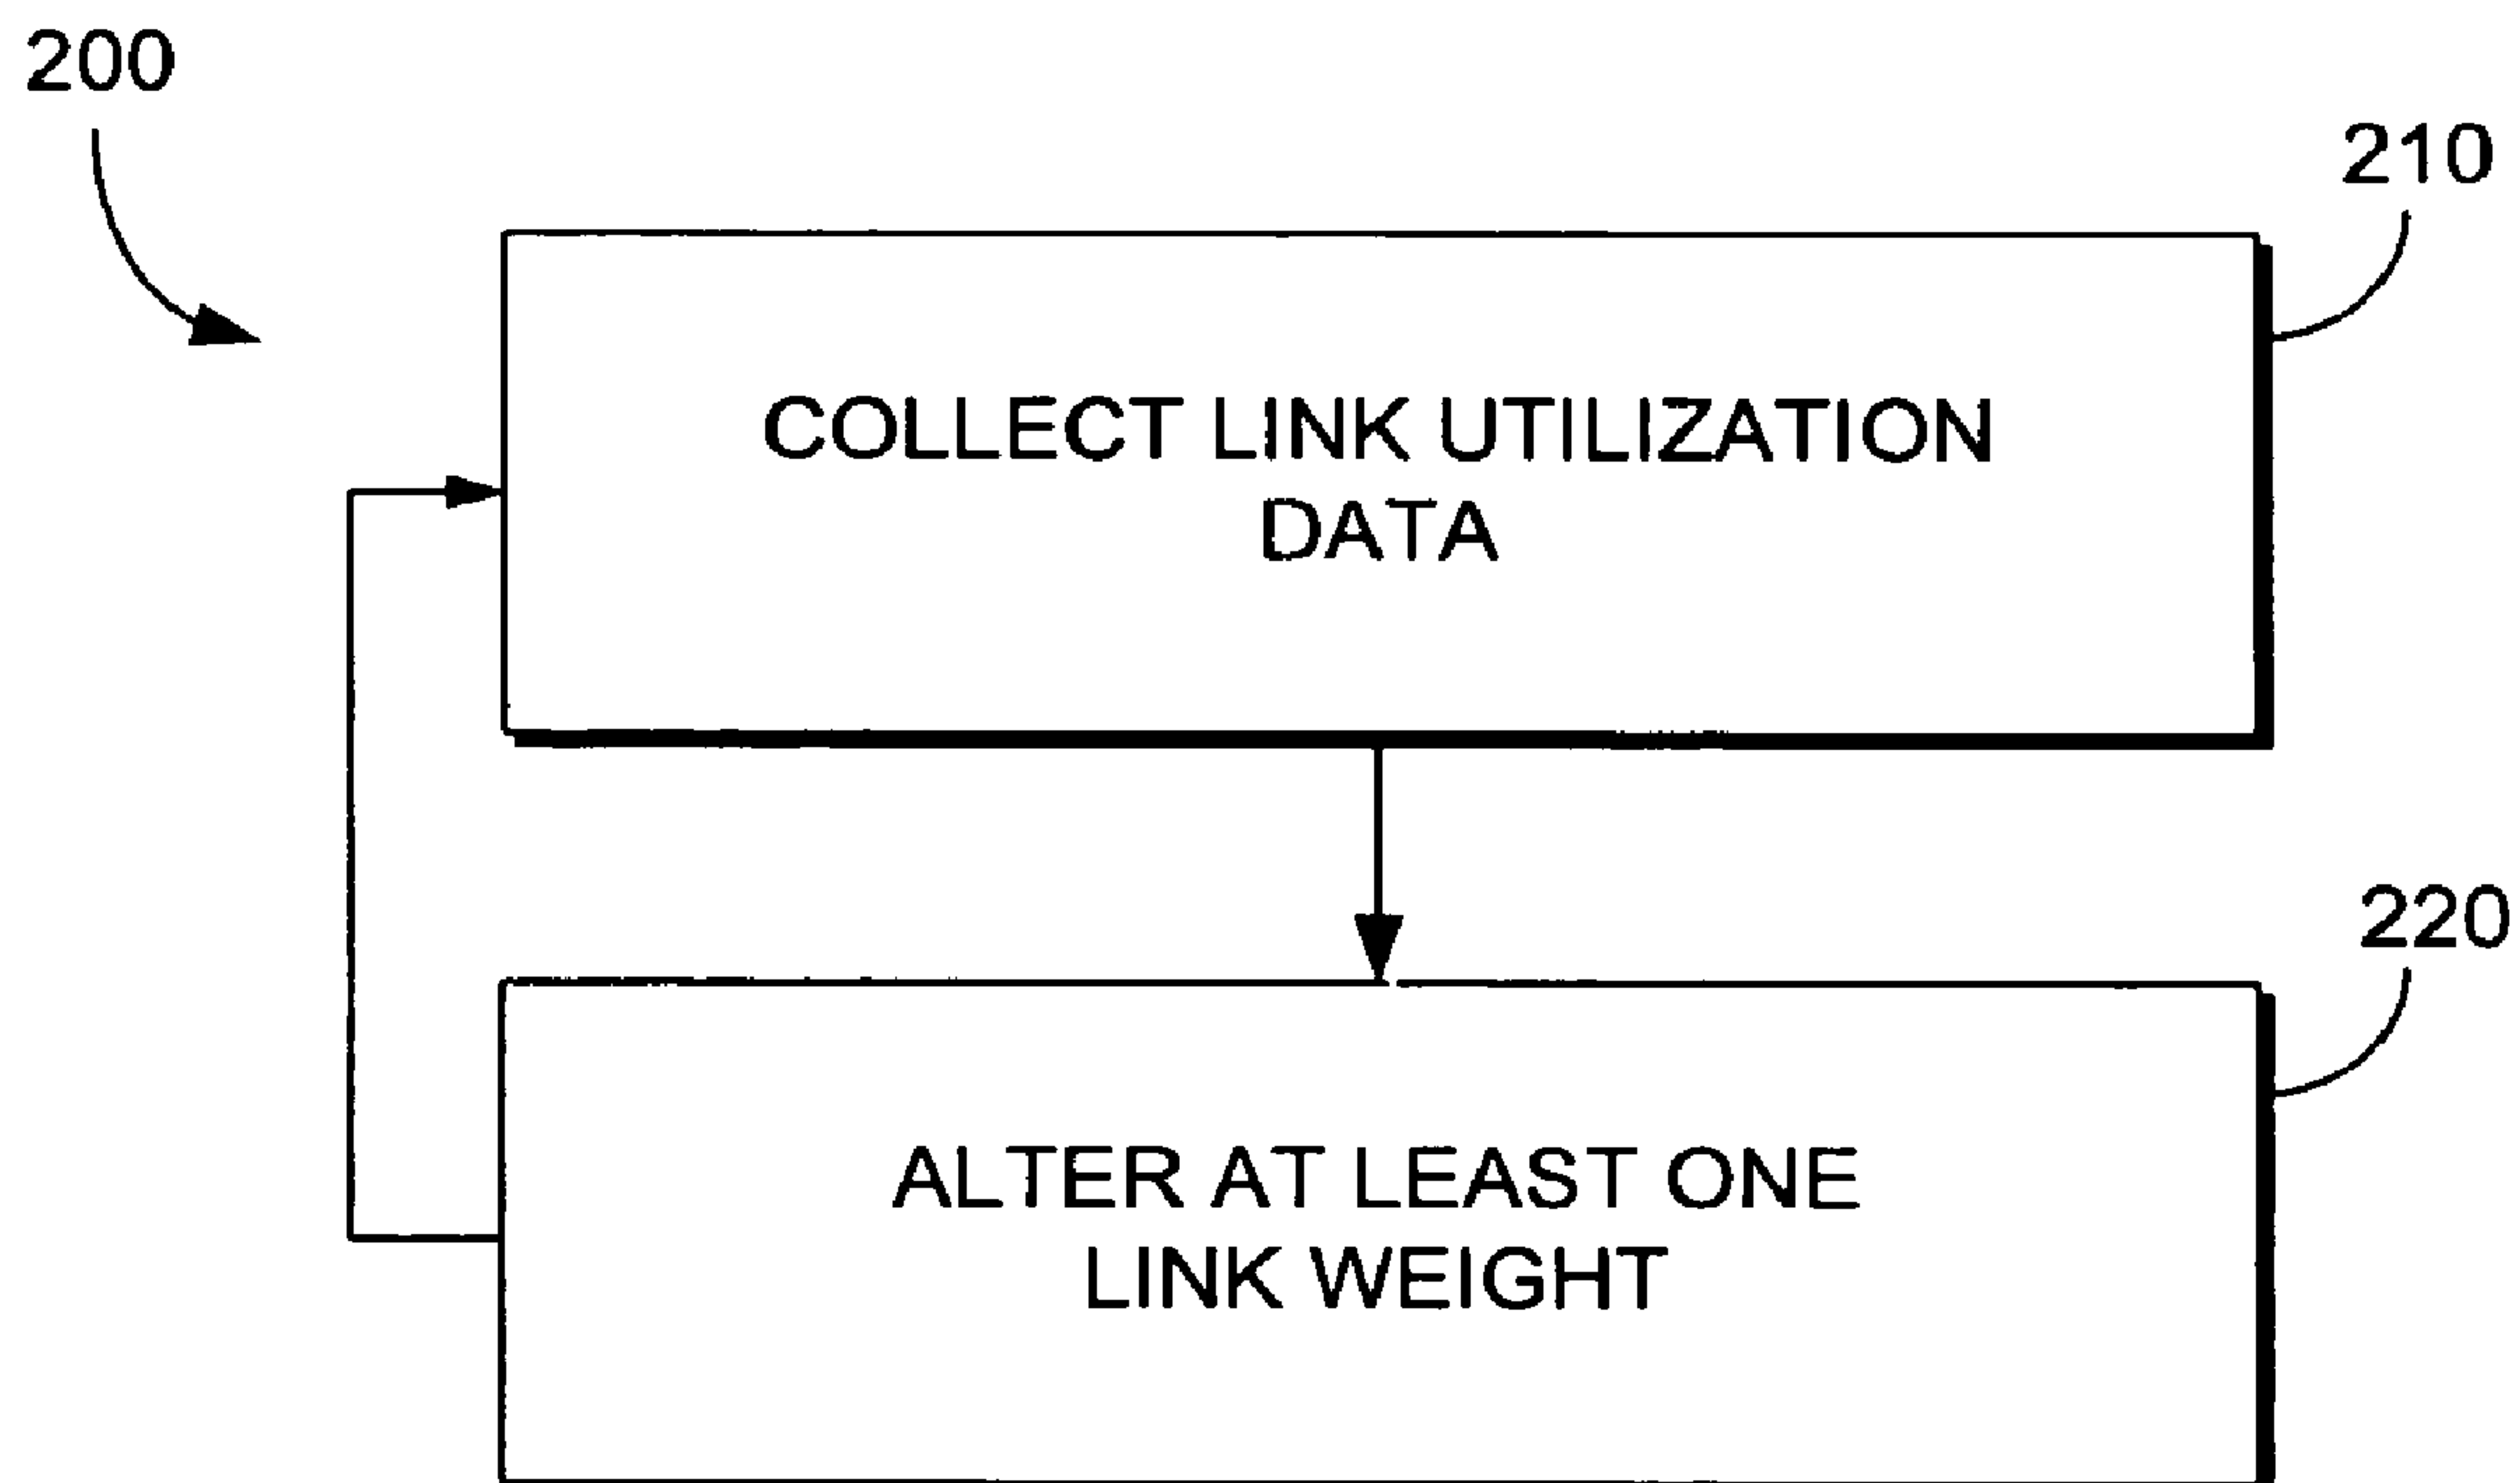 200
210
COLLECT LINK UTILIZATION
DATA
220
ALTER AT LEAST ONE
LINK WEIGHT